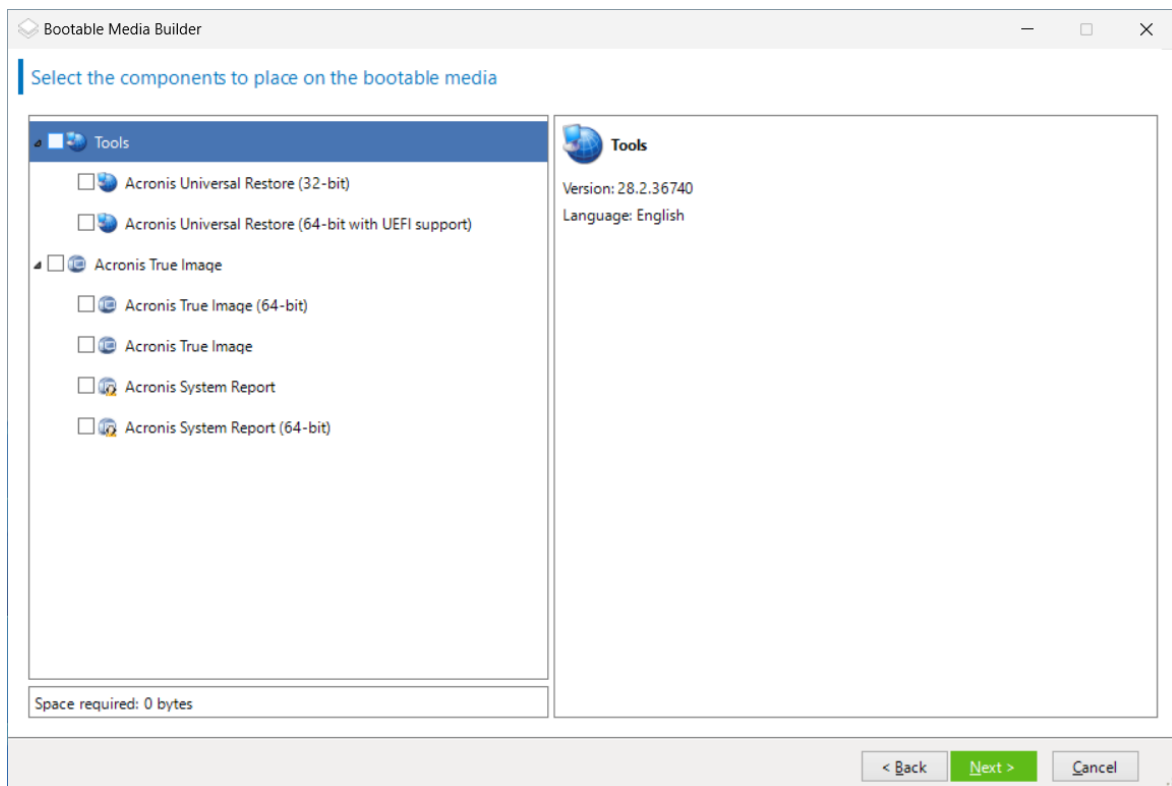 Bootable Media Builder
Select the components to place on the bootable media
Tools
Acronis Universal Restore (32-bit)
Acronis Universal Restore (64-bit with UEFI support)
Acronis True Image
Acronis True Image (64-bit)
Acronis True Image
Acronis System Report
Acronis System Report (64-bit)
Space required: 0 bytes
Tools
Version: 28.2.36740
Language: English
< Back
Next >
Cancel